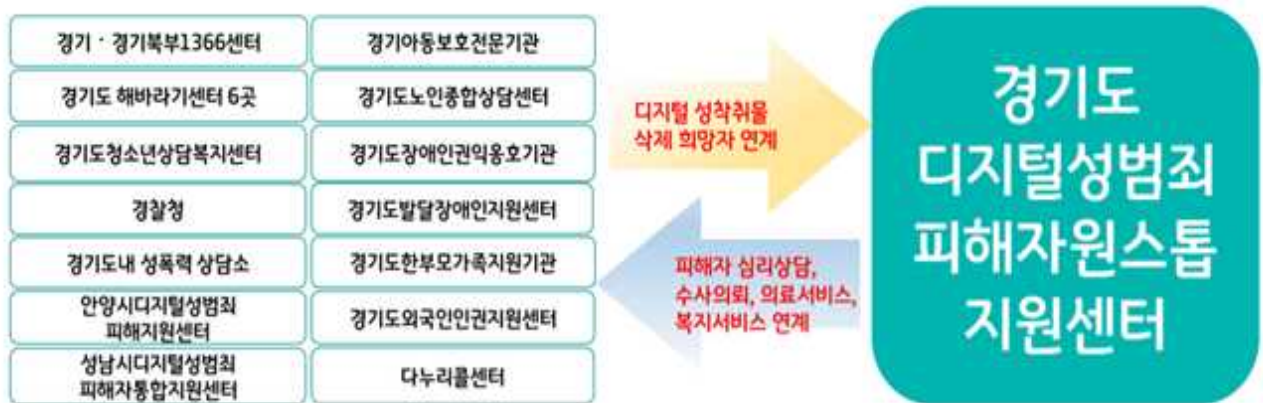 경기 · 경기북부1366센터
경기아동보호전문기관
경기도 해바라기센터 6곳
경기도노인종합상담센터
경기도청소년상담복지센터
경기도장애인권익옹호기관
경찰청
경기도발달장애인지원센터
경기도내 성폭력 상담소
경기도한부모가족지원기관
안양시디지털성범죄
피해지원센터
경기도외국인인권지원센터
성남시디지털성범죄
피해자통합지원센터
다누리콜센터
디지털 성착취물
삭제 희망자 연계
피해자 심리상담,
수사의뢰, 의료서비스,
복지서비스 연계
경기도
디지털성범죄
피해자원스톱
지원센터